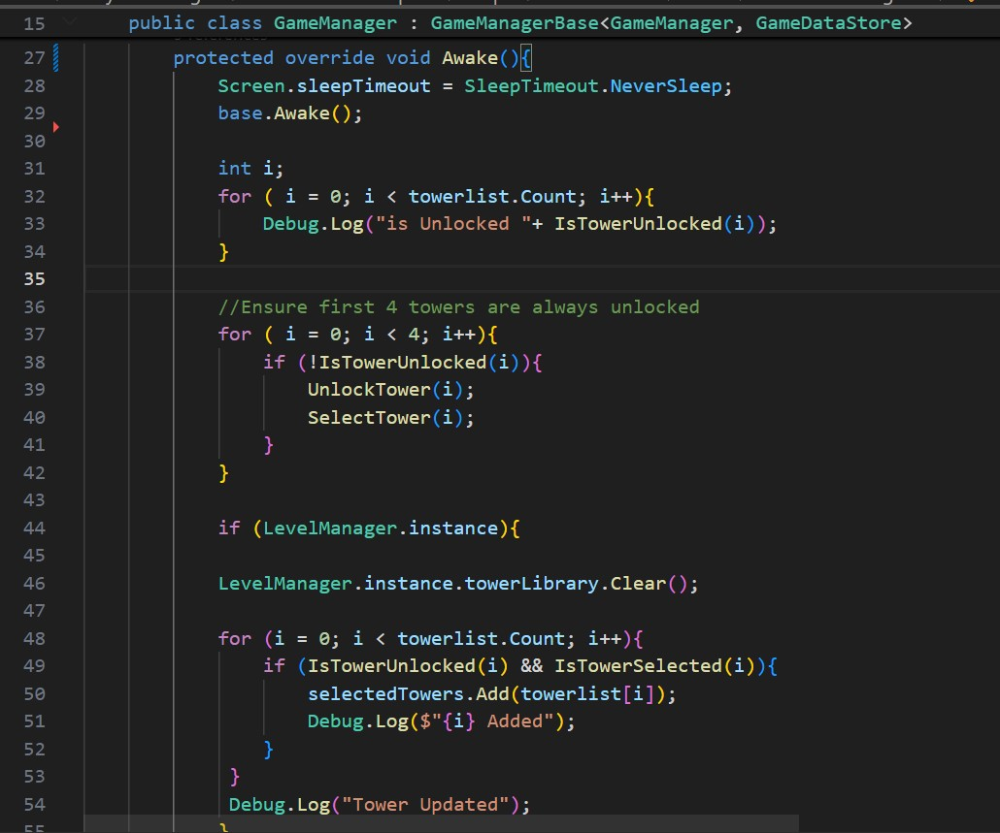 15 public class GameManager : GameManagerBase<GameManager, GameDataStore>
27 protected override void Awake(){
28 Screen.sleepTimeout = SleepTimeout.NeverSleep;
29 base.Awake();
30
31 int i;
32 for ( i = 0; i < towerlist.Count; i++){
33 Debug.Log("is Unlocked "+ IsTowerUnlocked(i));
34 }
35
36 //Ensure first 4 towers are always unlocked
37 for ( i = 0; i < 4; i++){
38 if (!IsTowerUnlocked(i)){
39 UnlockTower(i);
40 SelectTower(i);
41 }
42 }
43
44 if (LevelManager.instance){
45
46 LevelManager.instance.towerLibrary.Clear();
47
48 for (i = 0; i < towerlist.Count; i++){
49 if (IsTowerUnlocked(i) && IsTowerSelected(i)){
50 selectedTowers.Add(towerlist[i]);
51 Debug.Log($"{i} Added");
52 }
53 }
54 Debug.Log("Tower Updated");
55 }